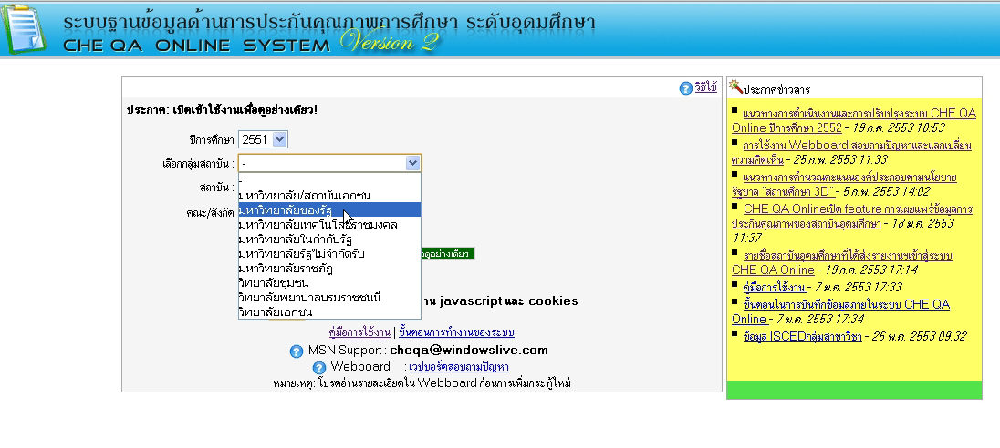 ระบบฐานข้อมูลด้านการประกันคุณภาพการศึกษา ระดับอุดมศึกษา
CHE QA ONLINE SYSTEM Version 2
วิธีใช้
ประกาศ: เปิดเข้าใช้งานเพื่อดูอย่างเดียว!
ปีการศึกษา 2551
เลือกกลุ่มสถาบัน : -
สถาบัน : -
มหาวิทยาลัย/สถาบันเอกชน
คณะ/สังกัด มหาวิทยาลัยของรัฐ
มหาวิทยาลัยเทคโนโลยีราชมงคล
มหาวิทยาลัยในกำกับรัฐ
มหาวิทยาลัยรัฐไม่จำกัดรับ
ดูอย่างเดียว
มหาวิทยาลัยราชภัฏ
วิทยาลัยชุมชน
วิทยาลัยพยาบาลบรมราชชนนี
javascript และ cookies
วิทยาลัยเอกชน
คู่มือการใช้งาน | ขั้นตอนการทำงานของระบบ
MSN Support : cheqa@windowslive.com
Webboard : เวปบอร์ดสอบถามปัญหา
หมายเหตุ: โปรดอ่านรายละเอียดใน Webboard ก่อนการเพิ่มกระทู้ใหม่
ประกาศข่าวสาร
แนวทางการดำเนินงานและการปรับปรุงระบบ CHE QA
Online ปีการศึกษา 2552 - 19 ก.ค. 2553 10:53
การใช้งาน Webboard สอบถามปัญหาและแลกเปลี่ยน
ความคิดเห็น - 25 ก.พ. 2553 11:33
แนวทางการคำนวณคะแนนองค์ประกอบตามนโยบาย
รัฐบาล "สถานศึกษา 3D" - 5 ก.พ. 2553 14:02
CHE QA Onlineเปิด feature การเผยแพร่ข้อมูลการ
ประกันคุณภาพของสถาบันอุดมศึกษา - 18 ม.ค. 2553
11:37
รายชื่อสถาบันอุดมศึกษาที่ได้ส่งรายงานฯเข้าสู่ระบบ
CHE QA Online - 19 ก.ค. 2553 17:14
คู่มือการใช้งาน - 7 ม.ค. 2553 17:33
ขั้นตอนในการบันทึกข้อมูลภายในระบบ CHE QA
Online - 7 ม.ค. 2553 17:34
ข้อมูล ISCEDกลุ่มสาขาวิชา - 26 พ.ค. 2553 09:32